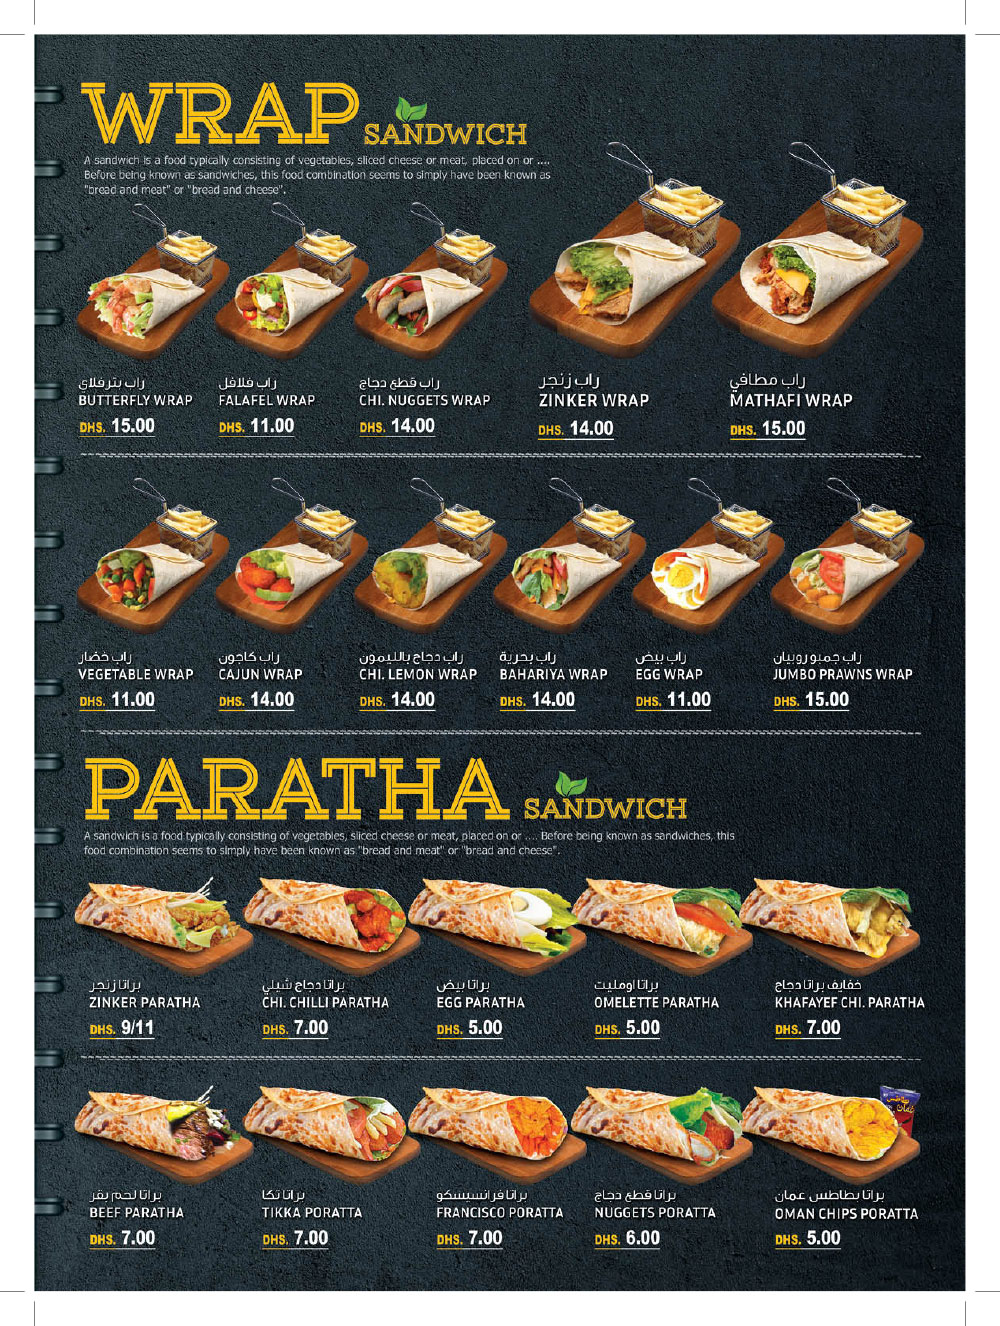 WRAP SANDWICH
A sandwich is a food typically consisting of vegetables, sliced cheese or meat, placed on or ....
Before being known as sandwiches, this food combination seems to simply have been known as
"bread and meat" or "bread and cheese".
راب بترفلاي
BUTTERFLY WRAP
DHS. 15.00
راب فلافل
FALAFEL WRAP
DHS. 11.00
راب قطع دجاج
CHI. NUGGETS WRAP
DHS. 14.00
راب زنجر
ZINKER WRAP
DHS. 14.00
راب مطافي
MATHAFI WRAP
DHS. 15.00
راب خضار
VEGETABLE WRAP
DHS. 11.00
راب كاجون
CAJUN WRAP
DHS. 14.00
راب دجاج بالليمون
CHI. LEMON WRAP
DHS. 14.00
راب بحرية
BAHARIYA WRAP
DHS. 14.00
راب بيض
EGG WRAP
DHS. 11.00
راب جمبو روبيان
JUMBO PRAWNS WRAP
DHS. 15.00
PARATHA SANDWICH
A sandwich is a food typically consisting of vegetables, sliced cheese or meat, placed on or .... Before being known as sandwiches, this
food combination seems to simply have been known as "bread and meat" or "bread and cheese".
براتا زنجر
ZINKER PARATHA
DHS. 9/11
براتا دجاج شيلي
CHI. CHILLI PARATHA
DHS. 7.00
براتا بيض
EGG PARATHA
DHS. 5.00
براتا اومليت
OMELETTE PARATHA
DHS. 5.00
خفايف براتا دجاج
KHAFAYEF CHI. PARATHA
DHS. 7.00
براتا لحم بقر
BEEF PARATHA
DHS. 7.00
براتا تكا
TIKKA PORATTA
DHS. 7.00
براتا فرانسيسكو
FRANCISCO PORATTA
DHS. 7.00
براتا قطع دجاج
NUGGETS PORATTA
DHS. 6.00
براتا بطاطس عمان
OMAN CHIPS PORATTA
DHS. 5.00